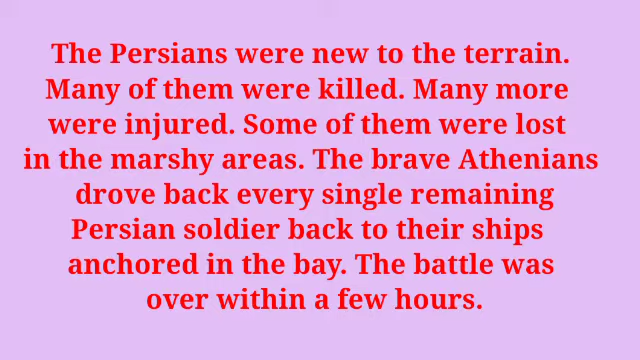 The Persians were new to the terrain.
Many of them were killed. Many more
were injured. Some of them were lost
in the marshy areas. The brave Athenians
drove back every single remaining
Persian soldier back to their ships
anchored in the bay. The battle was
over within a few hours.